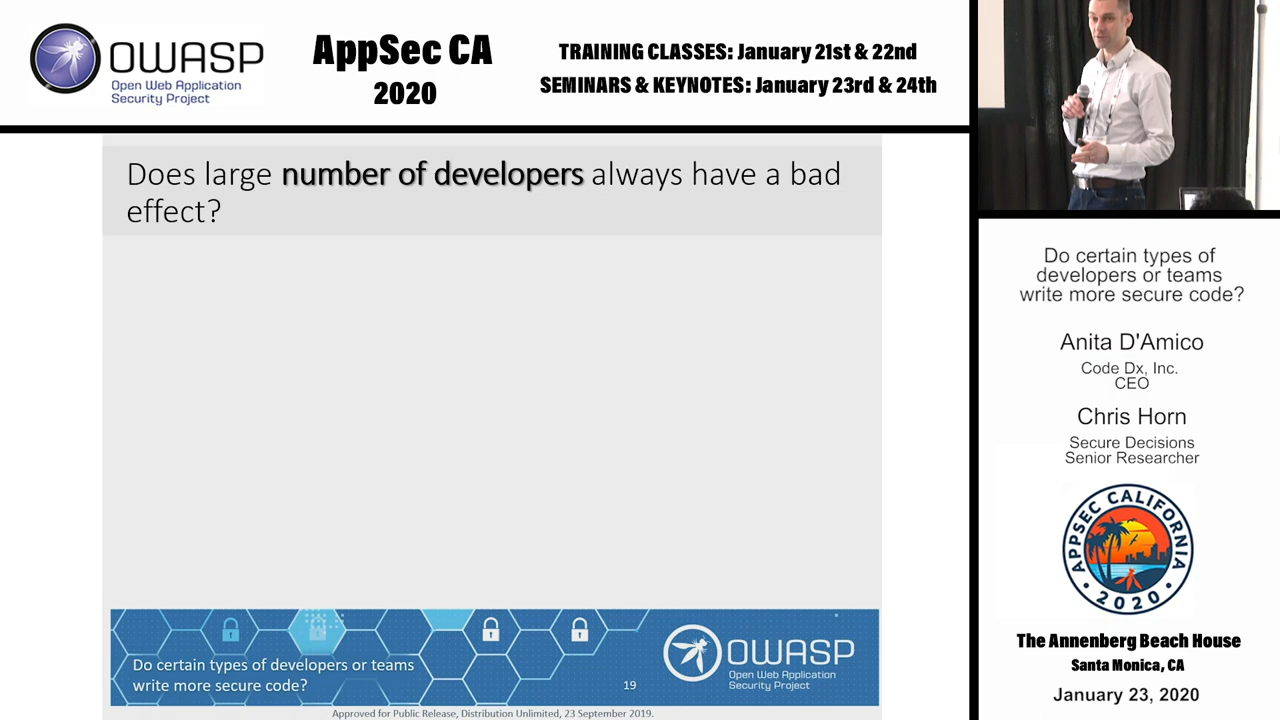 OWASP
Open Web Application
Security Project
AppSec CA
2020
TRAINING CLASSES: January 21st & 22nd
SEMINARS & KEYNOTES: January 23rd & 24th
Does large number of developers always have a bad
effect?
Do certain types of developers or teams
write more secure code?
19
OWASP
Open Web Application
Security Project
Approved for Public Release, Distribution Unlimited, 23 September 2019.
Do certain types of
developers or teams
write more secure code?
Anita D'Amico
Code Dx, Inc.
CEO
Chris Horn
Secure Decisions
Senior Researcher
APPSEC CALIFORNIA
• 2020 •
The Annenberg Beach House
Santa Monica, CA
January 23, 2020